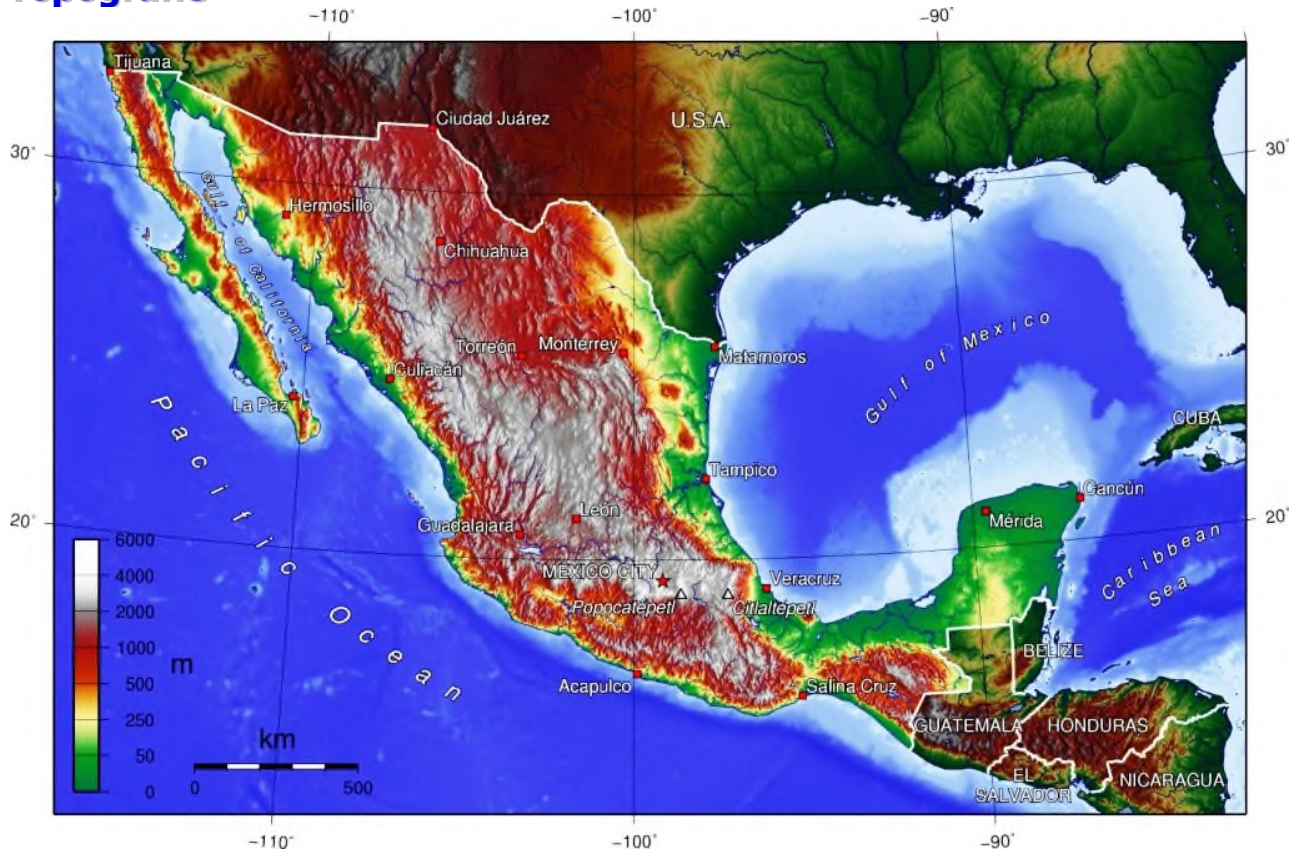 Topografie
-110° -100° -90°
Tijuana
Ciudad Juárez
U.S.A.
30° 30°
Gulf of California
Hermosillo
Chihuahua
Gulf of Mexico
Torreón Monterrey
Matamoros
Culiacán
La Paz
CUBA
Pacific Ocean
Tampico
Cancún
León
Mérida
20° Guadalajara 20°
Caribbean Sea
6000
MEXICO CITY
Veracruz
4000
Popocatepetl Citlaltépetl
2000
1000
m
BELIZE
500
Acapulco
Salina Cruz
250
GUATEMALA HONDURAS
km
50
0
0 500
EL
SALVADOR
NICARAGUA
-110° -100° -90°